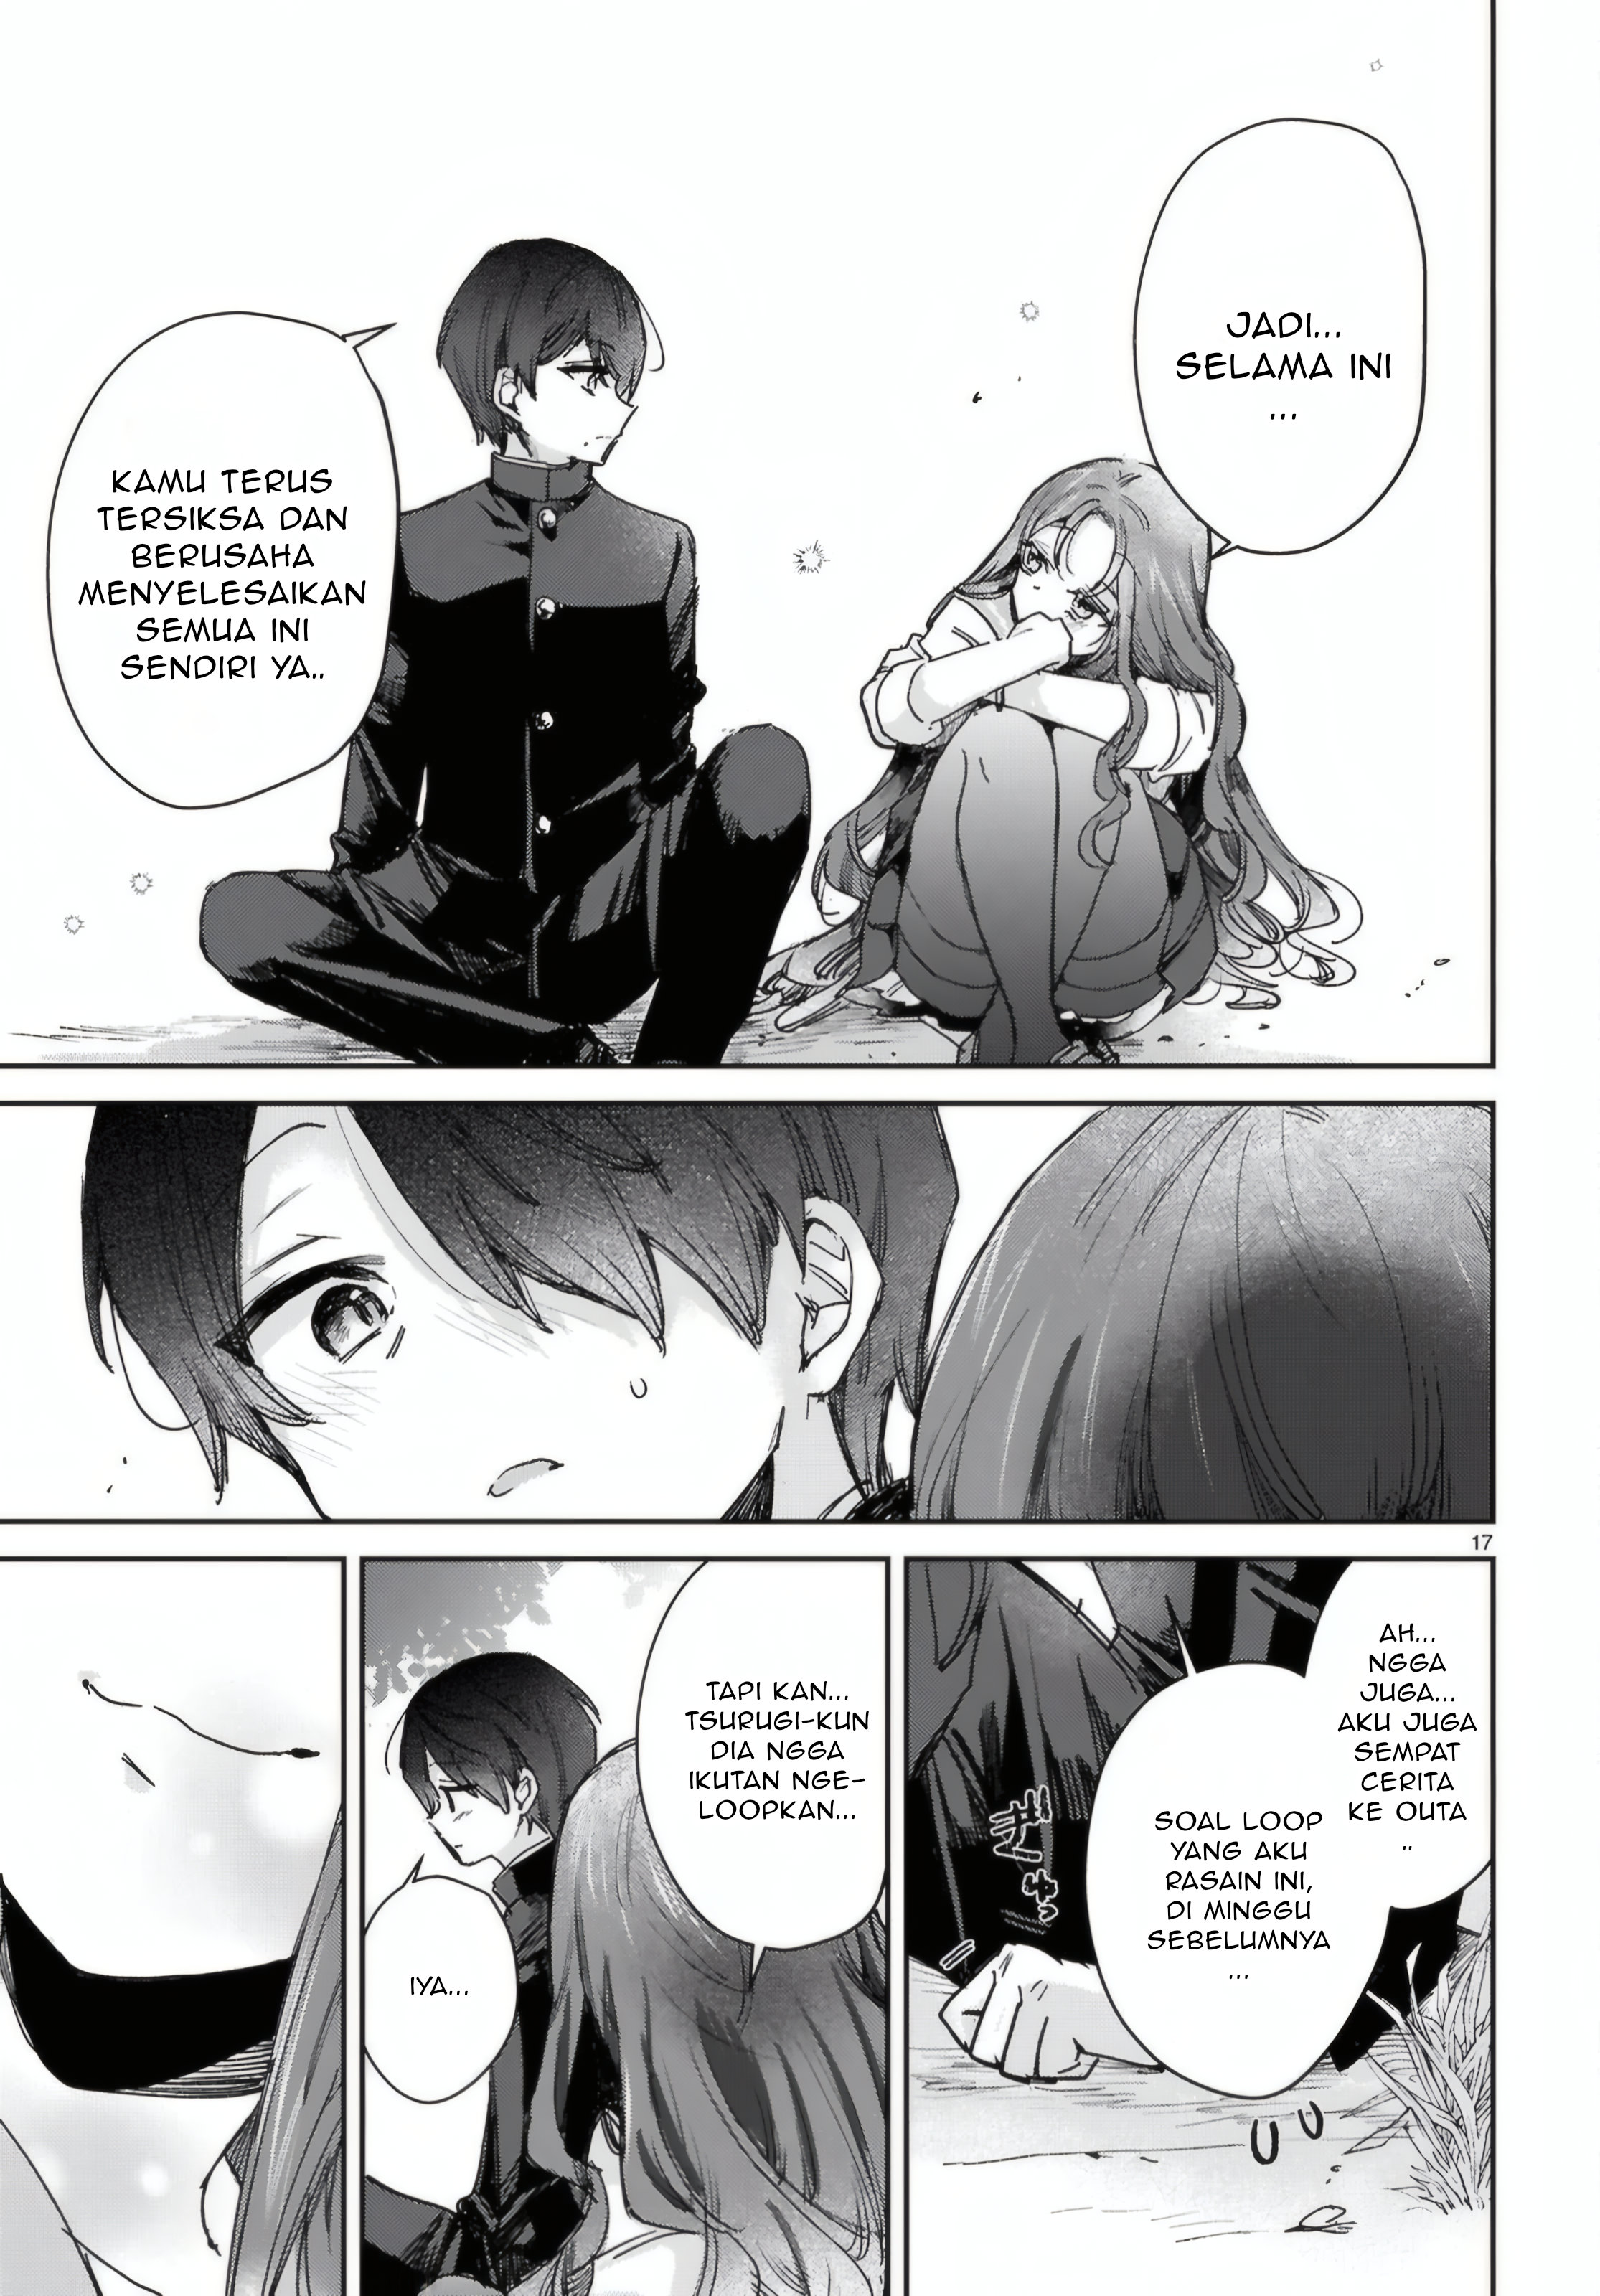 JADI...
SELAMA INI
...
KAMU TERUS
TERSIKSA DAN
BERUSAHA
MENYELESAIKAN
SEMUA INI
SENDIRI YA..
17
AH...
NGGA
JUGA...
AKU JUGA
SEMPAT
CERITA
KE OUTA
..
SOAL LOOP
YANG AKU
RASAIN INI,
DI MINGGU
SEBELUMNYA
...
TAPI KAN...
TSURUGI-KUN
DIA NGGA
IKUTAN NGE-
LOOPKAN...
IYA...